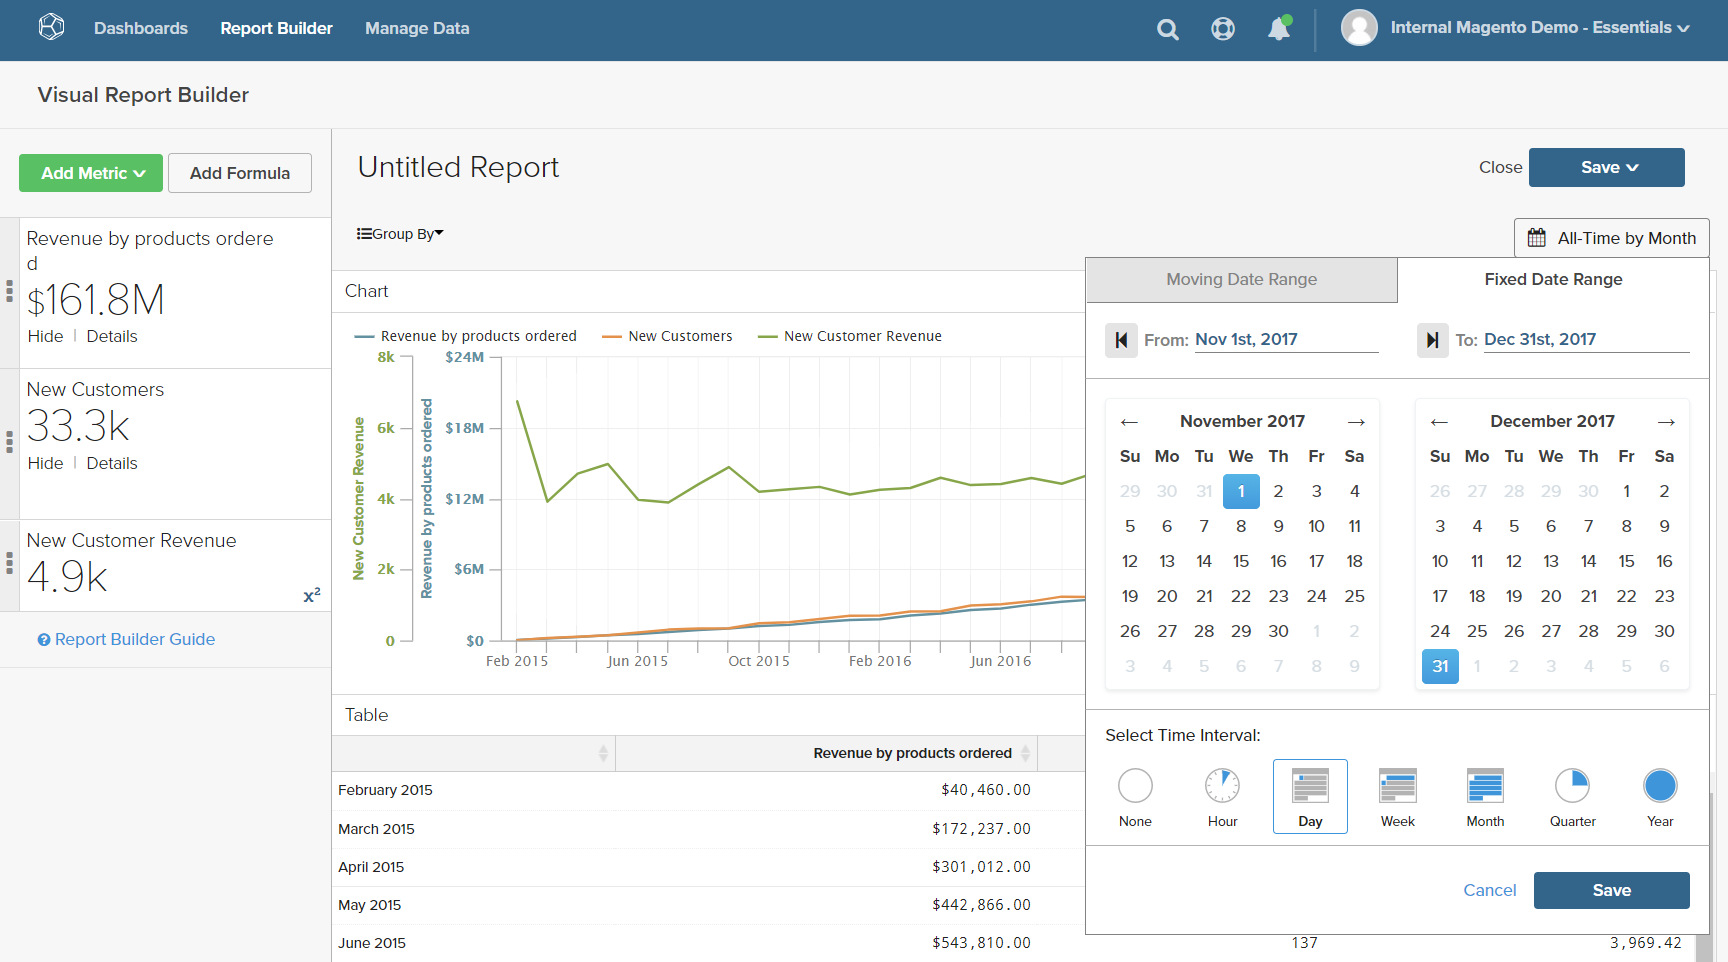 Dashboards Report Builder Manage Data Internal Magento Demo - Essentials
Visual Report Builder
Add Metric Add Formula
Revenue by products ordere
d
$161.8M
Hide | Details
New Customers
33.3k
Hide | Details
New Customer Revenue
4.9k
x²
Report Builder Guide
Untitled Report
Close Save
Group By
All-Time by Month
Chart
Revenue by products ordered New Customers New Customer Revenue
New Customer Revenue
8k
6k
4k
2k
0
Revenue by products ordered
$24M
$18M
$12M
$6M
$0
Feb 2015 Jun 2015 Oct 2015 Feb 2016 Jun 2016
Table
Revenue by products ordered
February 2015 $40,460.00
March 2015 $172,237.00
April 2015 $301,012.00
May 2015 $442,866.00
June 2015 $543,810.00 137 3,969.42
Moving Date Range Fixed Date Range
From: Nov 1st, 2017 To: Dec 31st, 2017
← November 2017 →
Su Mo Tu We Th Fr Sa
29 30 31 1 2 3 4
5 6 7 8 9 10 11
12 13 14 15 16 17 18
19 20 21 22 23 24 25
26 27 28 29 30 1 2
3 4 5 6 7 8 9
← December 2017 →
Su Mo Tu We Th Fr Sa
26 27 28 29 30 1 2
3 4 5 6 7 8 9
10 11 12 13 14 15 16
17 18 19 20 21 22 23
24 25 26 27 28 29 30
31 1 2 3 4 5 6
Select Time Interval:
None Hour Day Week Month Quarter Year
Cancel Save